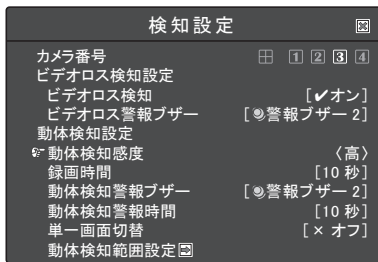 検知設定
カメラ番号 1 2 3 4
ビデオロス検知設定
ビデオロス検知 [✔オン]
ビデオロス警報ブザー [警報ブザー 2]
動体検知設定
動体検知感度 〈高〉
録画時間 [10 秒]
動体検知警報ブザー [警報ブザー 2]
動体検知警報時間 [10 秒]
単一画面切替 [× オフ]
動体検知範囲設定